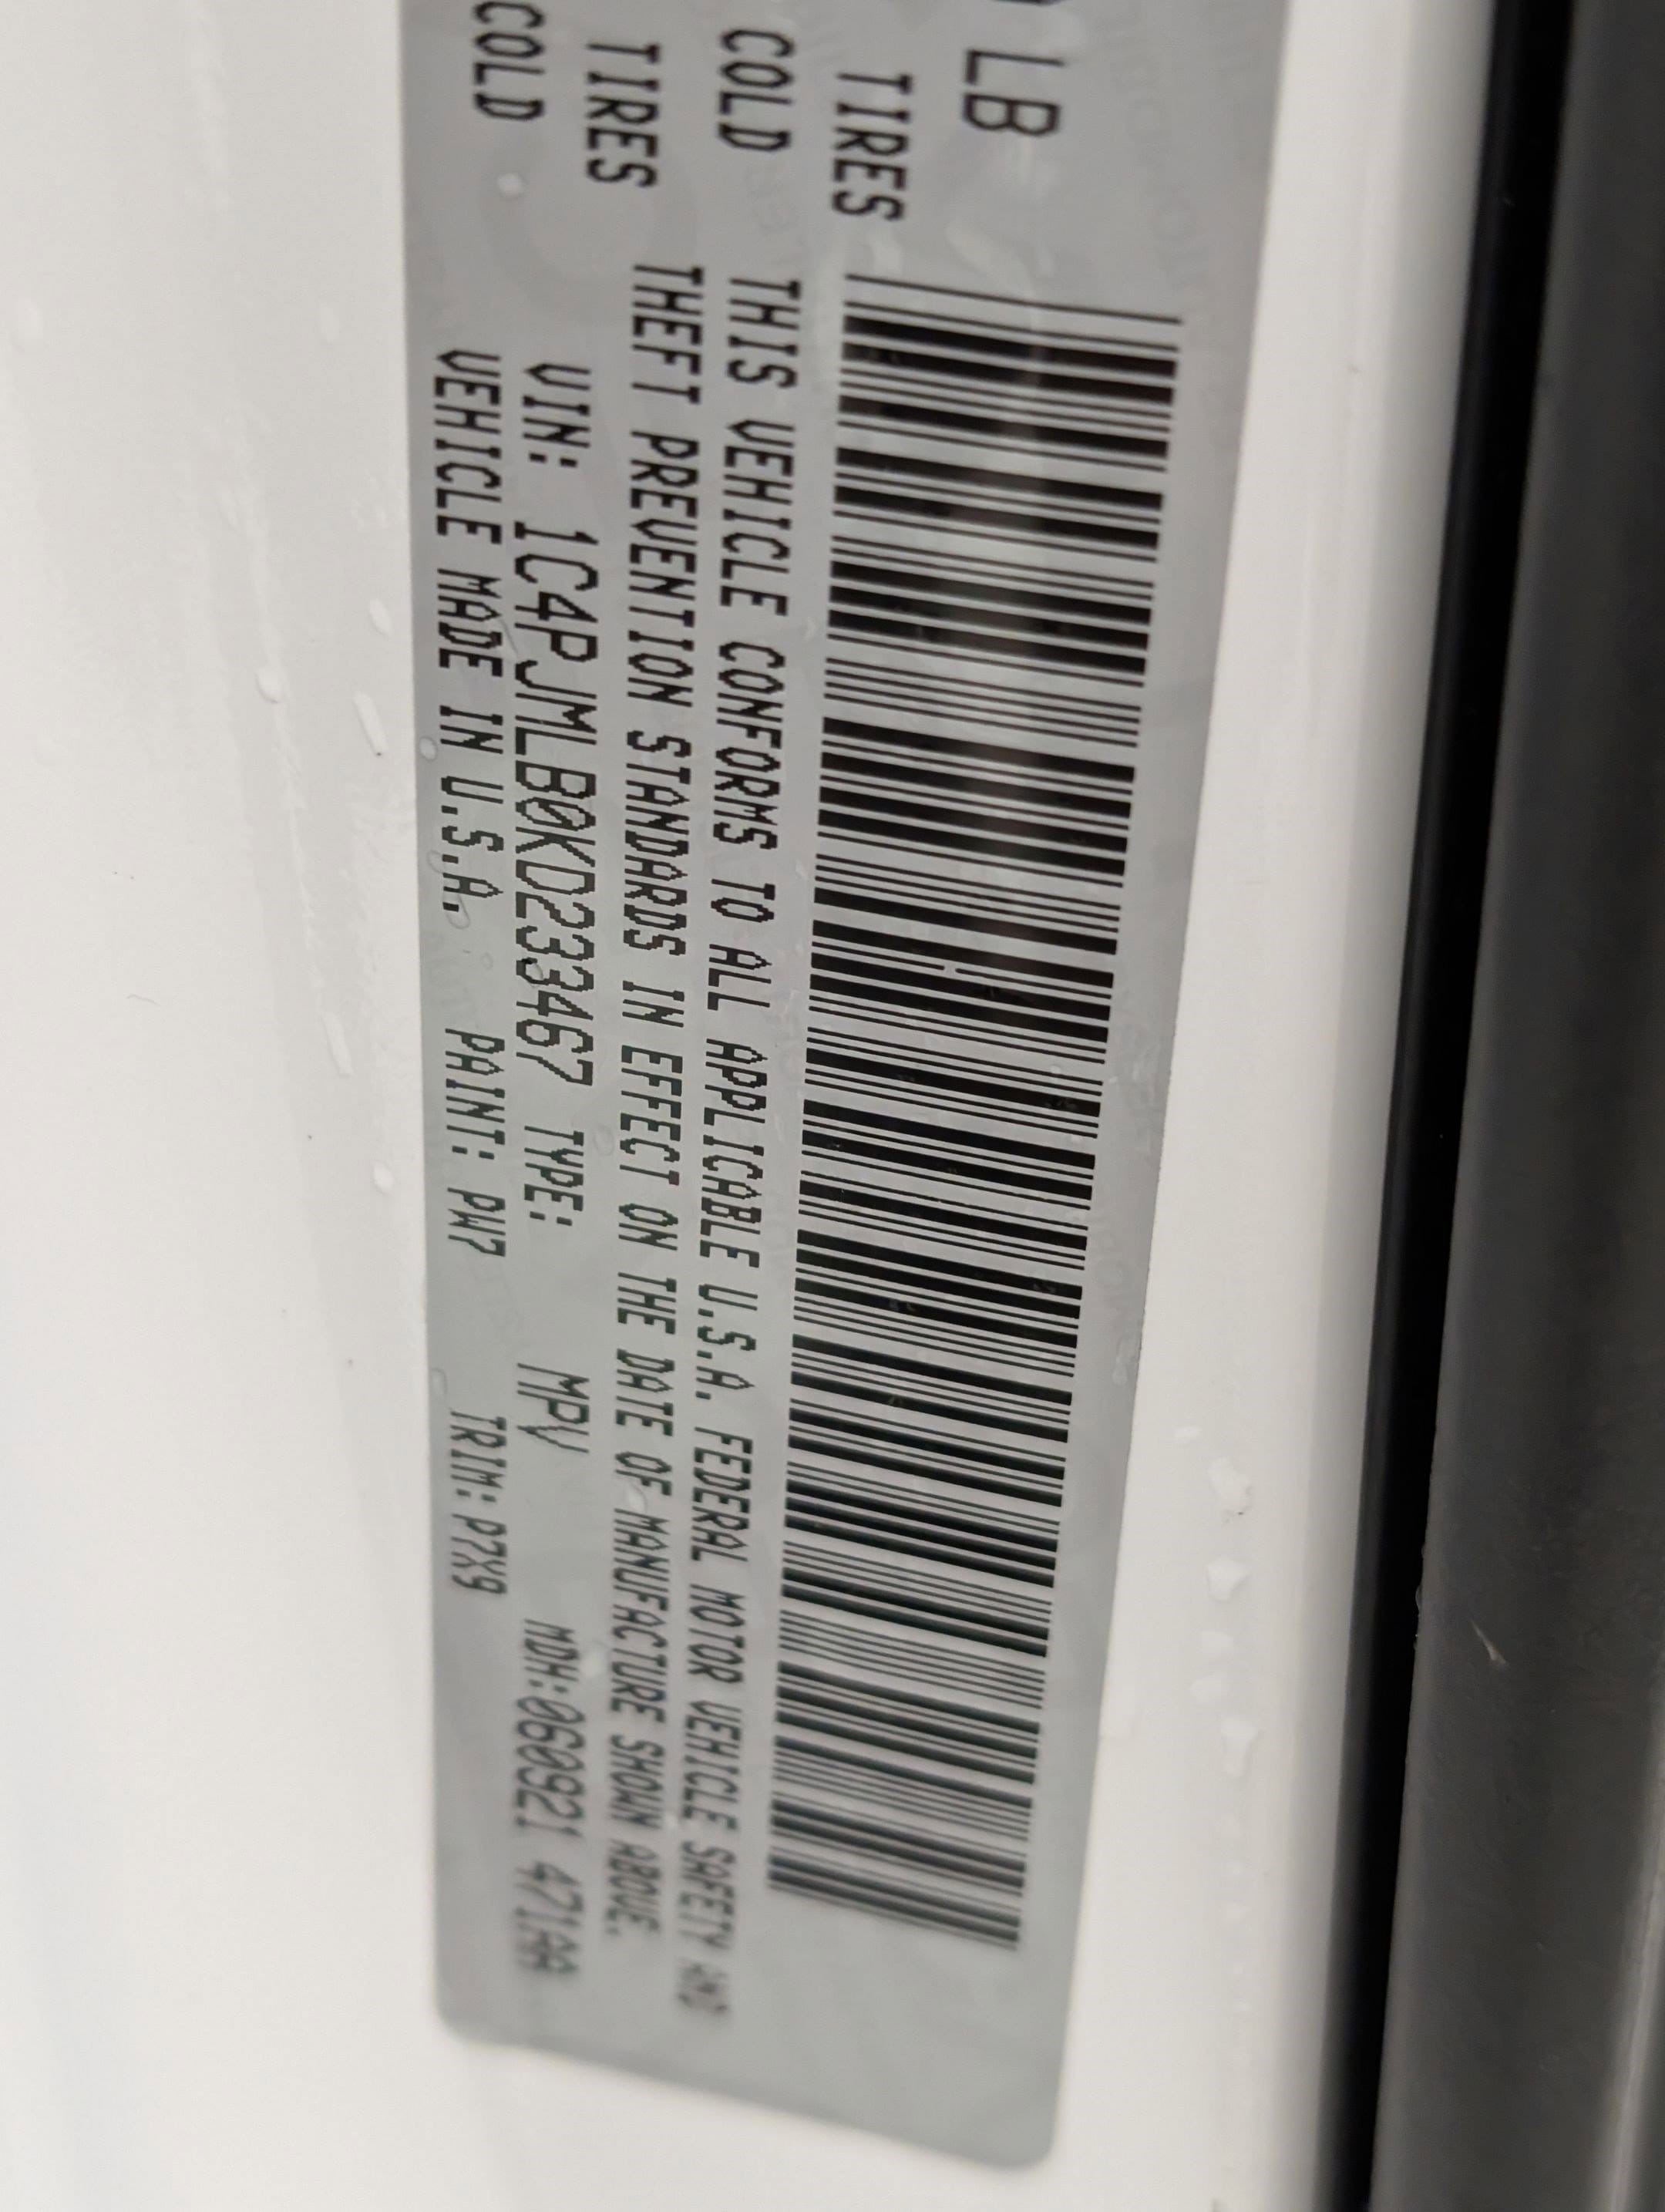 LB
TIRES
COLD
TIRES
COLD
THIS VEHICLE CONFORMS TO ALL APPLICABLE U.S.A. FEDERAL MOTOR VEHICLE SAFETY AND
THEFT PREVENTION STANDARDS IN EFFECT ON THE DATE OF MANUFACTURE SHOWN ABOVE.
VIN: 1C4PJMLB0KD233467 TYPE: MPV MDH:060921 471AA
VEHICLE MADE IN U.S.A. PAINT: PW7 TRIM:P7X9